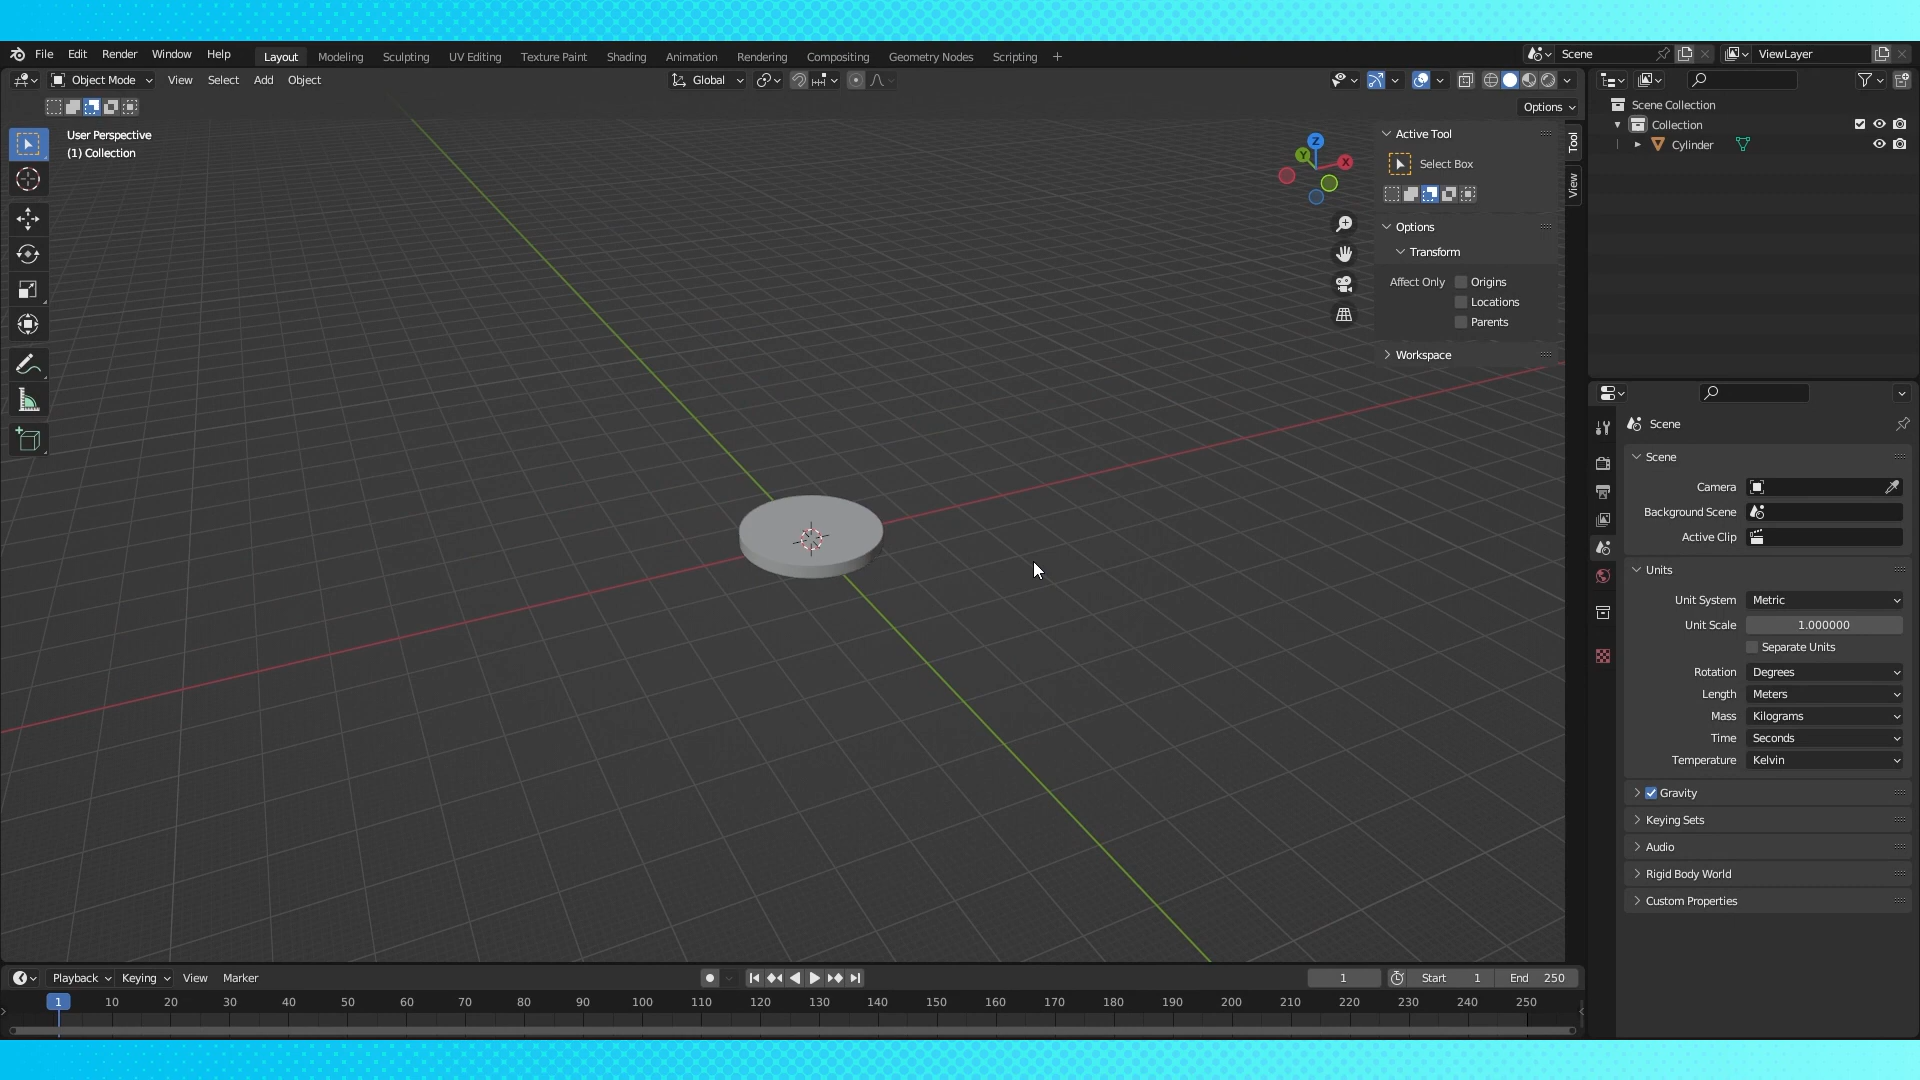 File Edit Render Window Help Layout Modeling Sculpting UV Editing Texture Paint Shading Animation Rendering Compositing Geometry Nodes Scripting + Scene ViewLayer
Object Mode View Select Add Object Global
Options
User Perspective
(1) Collection
Z
Y
X
Active Tool
Select Box
Options
Transform
Affect Only Origins
Locations
Parents
Workspace
Tool
View
Scene Collection
Collection
Cylinder
Scene
Scene
Camera
Background Scene
Active Clip
Units
Unit System Metric
Unit Scale 1.000000
Separate Units
Rotation Degrees
Length Meters
Mass Kilograms
Time Seconds
Temperature Kelvin
Gravity
Keying Sets
Audio
Rigid Body World
Custom Properties
Playback Keying View Marker 1 Start 1 End 250
1 10 20 30 40 50 60 70 80 90 100 110 120 130 140 150 160 170 180 190 200 210 220 230 240 250